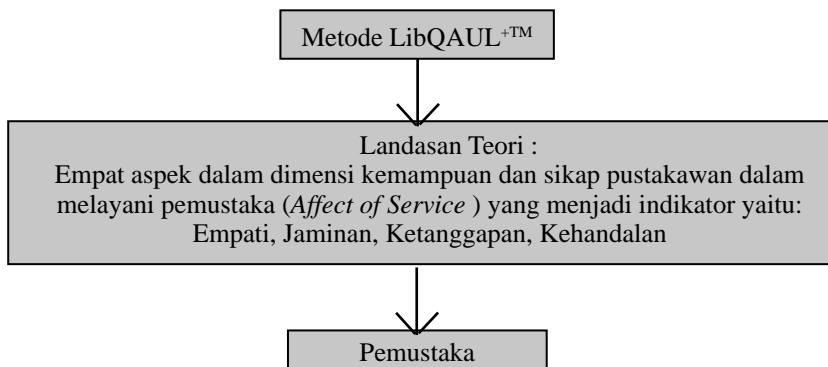 Metode LibQAUL+TM
Landasan Teori :
Empat aspek dalam dimensi kemampuan dan sikap pustakawan dalam
melayani pemustaka (Affect of Service ) yang menjadi indikator yaitu:
Empati, Jaminan, Ketanggapan, Kehandalan
Pemustaka